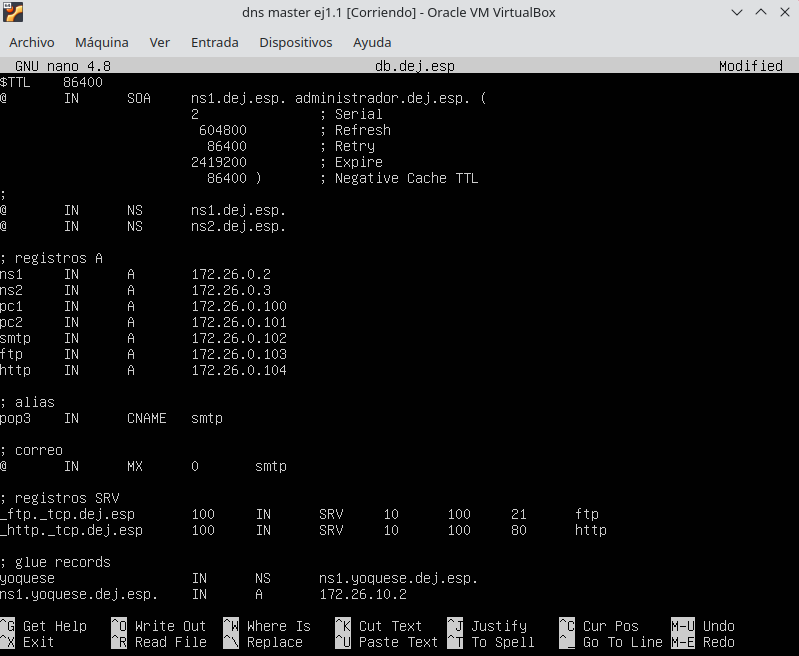 dns master ej1.1 [Corriendo] - Oracle VM VirtualBox
Archivo Máquina Ver Entrada Dispositivos Ayuda
GNU nano 4.8 db.dej.esp Modified
$TTL 86400
@ IN SOA ns1.dej.esp. administrador.dej.esp. (
2 ; Serial
604800 ; Refresh
86400 ; Retry
2419200 ; Expire
86400 ) ; Negative Cache TTL
;
@ IN NS ns1.dej.esp.
@ IN NS ns2.dej.esp.
; registros A
ns1 IN A 172.26.0.2
ns2 IN A 172.26.0.3
pc1 IN A 172.26.0.100
pc2 IN A 172.26.0.101
smtp IN A 172.26.0.102
ftp IN A 172.26.0.103
http IN A 172.26.0.104
; alias
pop3 IN CNAME smtp
; correo
@ IN MX 0 smtp
; registros SRV
_ftp._tcp.dej.esp 100 IN SRV 10 100 21 ftp
_http._tcp.dej.esp 100 IN SRV 10 100 80 http
; glue records
yoquese IN NS ns1.yoquese.dej.esp.
ns1.yoquese.dej.esp. IN A 172.26.10.2
^G Get Help ^O Write Out ^W Where Is ^K Cut Text ^J Justify ^C Cur Pos M-U Undo
^X Exit ^R Read File ^\ Replace ^U Paste Text ^T To Spell ^_ Go To Line M-E Redo